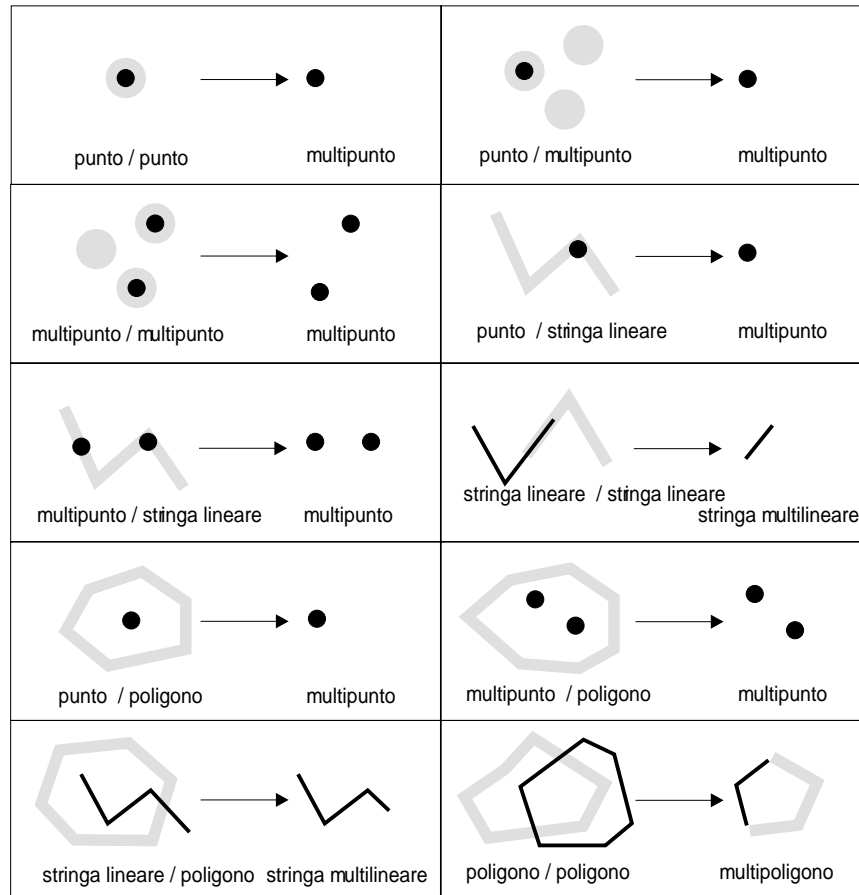 punto / punto multipunto
punto / multipunto multipunto
multipunto / multipunto multipunto
punto / stringa lineare multipunto
multipunto / stringa lineare multipunto
stringa lineare / stringa lineare
stringa multilineare
punto / poligono multipunto
multipunto / poligono multipunto
stringa lineare / poligono stringa multilineare
poligono / poligono multipoligono